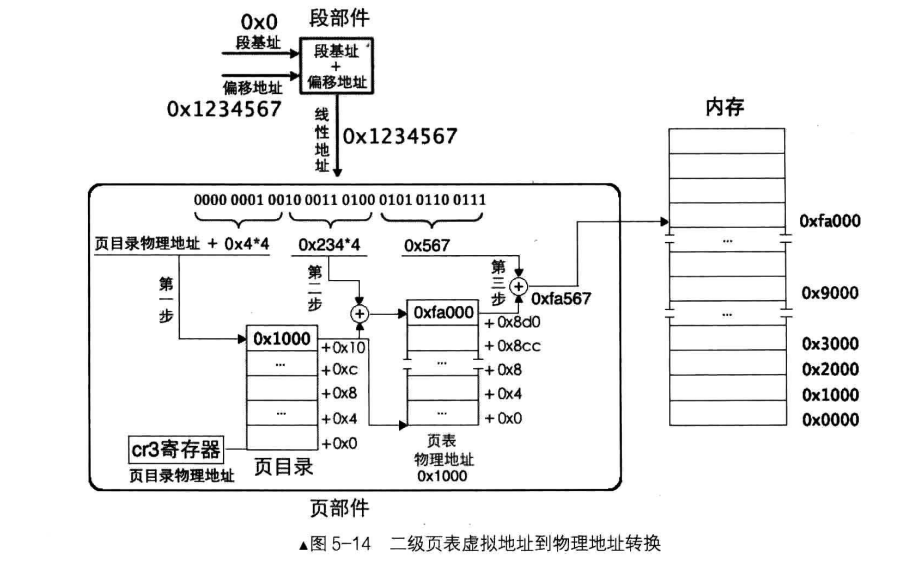 0x0
段部件
段基址
段基址
+
偏移地址
偏移地址
0x1234567
线性地址
0x1234567
内存
0000 0001 0010 0011 0100 0101 0110 0111
页目录物理地址 + 0x4*4
0x234*4
0x567
0xfa000
...
第一步
第二步
第三步
+
+
0xfa567
0x9000
0xfa000
+0x8d0
...
0x1000
+0x10
+0x8cc
0x3000
...
+0xc
...
+0x8
0x2000
+0x8
+0x4
0x1000
...
+0x4
...
+0x0
0x0000
cr3寄存器
+0x0
页目录物理地址
页目录
页表
物理地址
0x1000
页部件
▲图 5-14 二级页表虚拟地址到物理地址转换